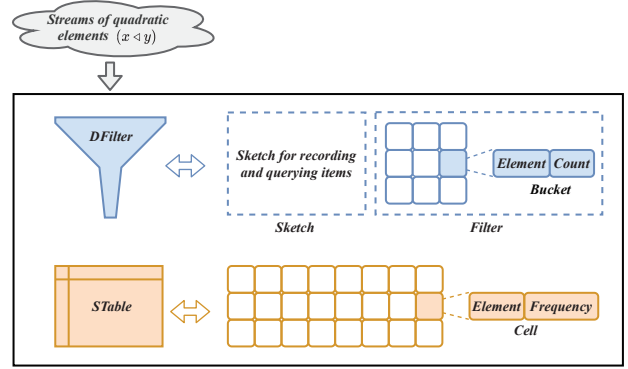 Streams of quadratic
elements (x ◃ y)
DFilter
Sketch for recording
and querying items
Sketch
Element Count
Bucket
Filter
STable
Element Frequency
Cell